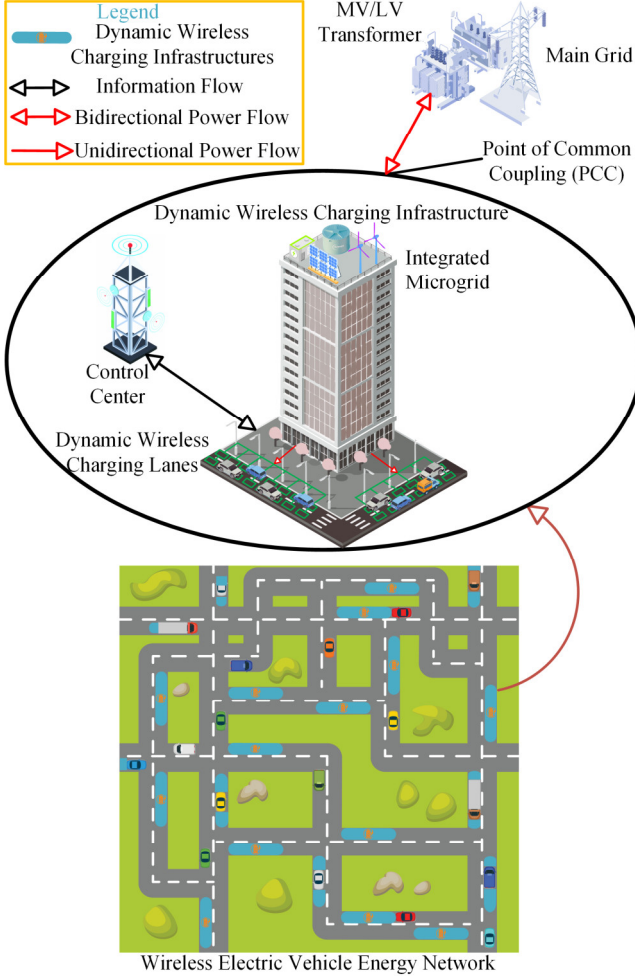 Legend
Dynamic Wireless
Charging Infrastructures
Information Flow
Bidirectional Power Flow
Unidirectional Power Flow
MV/LV
Transformer
Main Grid
Point of Common
Coupling (PCC)
Dynamic Wireless Charging Infrastructure
Integrated
Microgrid
Control
Center
Dynamic Wireless
Charging Lanes
Wireless Electric Vehicle Energy Network